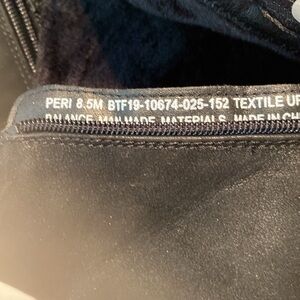 PERI 8.5M BTF19-10674-025-152 TEXTILE UP
BALANCE MAN MADE MATERIALS MADE IN CH